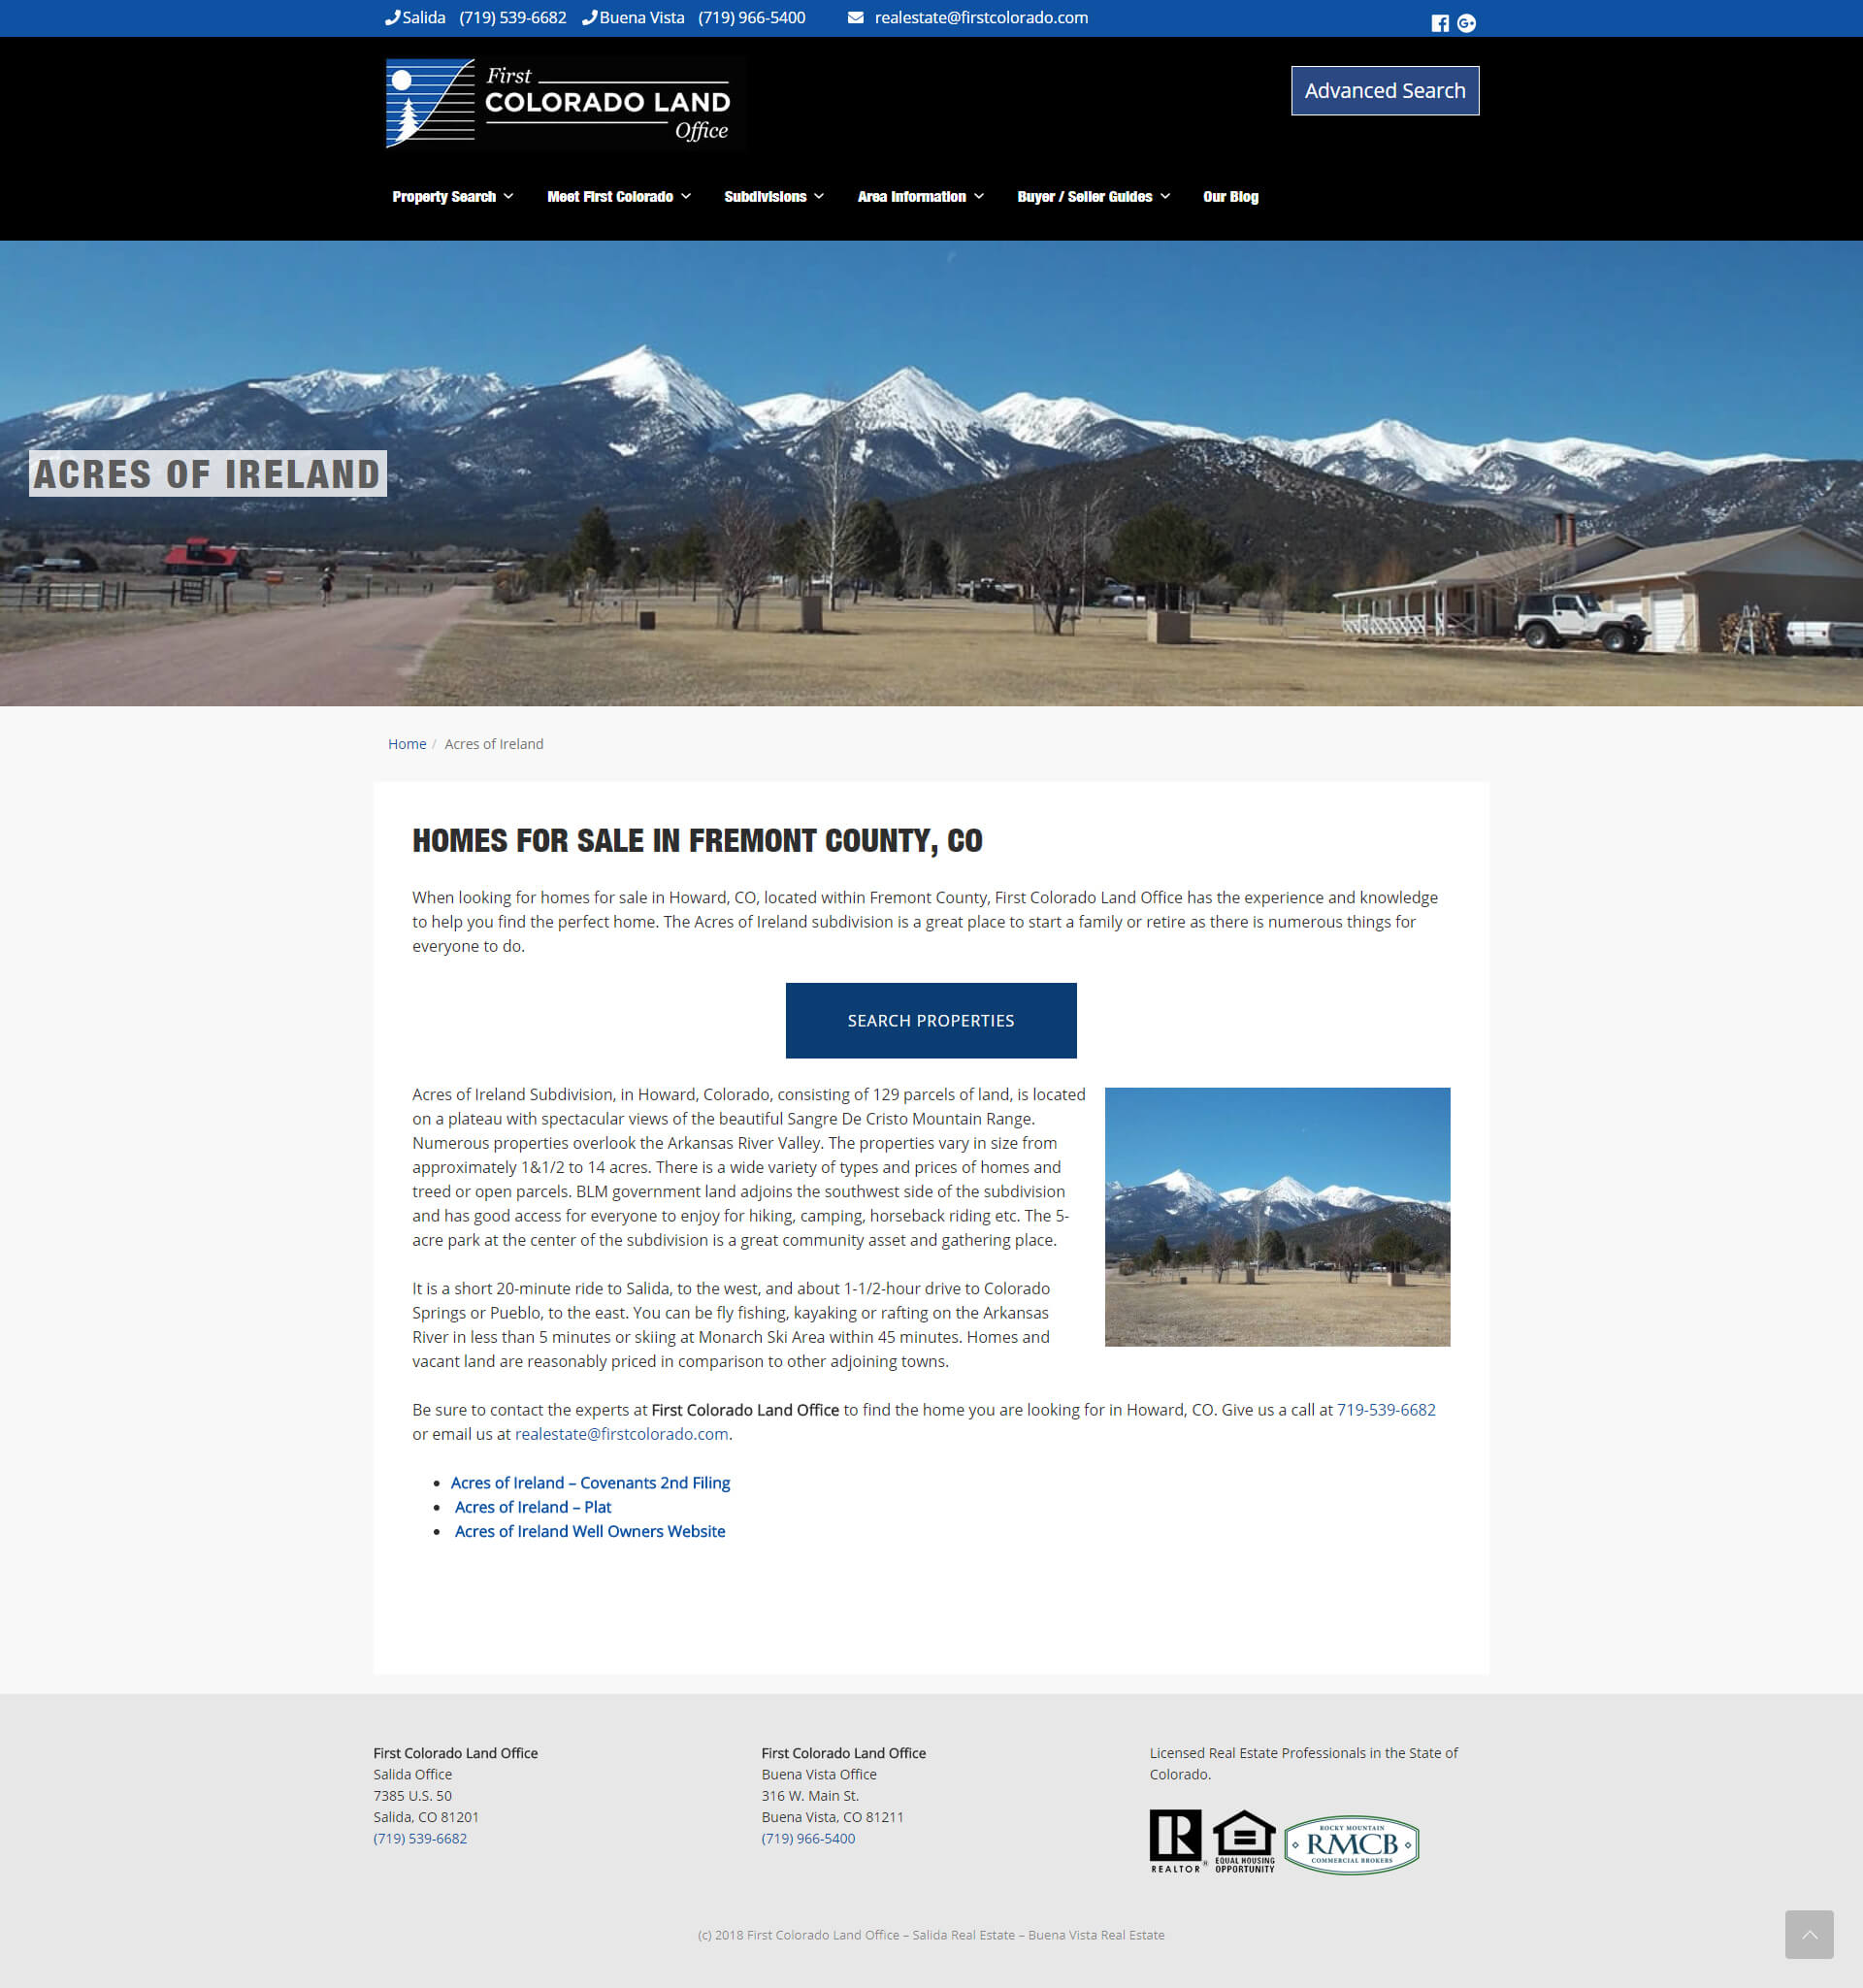 Salida (719) 539-6682 Buena Vista (719) 966-5400 realestate@firstcolorado.com
First
COLORADO LAND
Office
Advanced Search
Property Search Meet First Colorado Subdivisions Area Information Buyer / Seller Guides Our Blog
ACRES OF IRELAND
Home / Acres of Ireland
HOMES FOR SALE IN FREMONT COUNTY, CO
When looking for homes for sale in Howard, CO, located within Fremont County, First Colorado Land Office has the experience and knowledge
to help you find the perfect home. The Acres of Ireland subdivision is a great place to start a family or retire as there is numerous things for
everyone to do.
SEARCH PROPERTIES
Acres of Ireland Subdivision, in Howard, Colorado, consisting of 129 parcels of land, is located
on a plateau with spectacular views of the beautiful Sangre De Cristo Mountain Range.
Numerous properties overlook the Arkansas River Valley. The properties vary in size from
approximately 1&1/2 to 14 acres. There is a wide variety of types and prices of homes and
treed or open parcels. BLM government land adjoins the southwest side of the subdivision
and has good access for everyone to enjoy for hiking, camping, horseback riding etc. The 5-
acre park at the center of the subdivision is a great community asset and gathering place.
It is a short 20-minute ride to Salida, to the west, and about 1-1/2-hour drive to Colorado
Springs or Pueblo, to the east. You can be fly fishing, kayaking or rafting on the Arkansas
River in less than 5 minutes or skiing at Monarch Ski Area within 45 minutes. Homes and
vacant land are reasonably priced in comparison to other adjoining towns.
Be sure to contact the experts at First Colorado Land Office to find the home you are looking for in Howard, CO. Give us a call at 719-539-6682
or email us at realestate@firstcolorado.com.
• Acres of Ireland – Covenants 2nd Filing
• Acres of Ireland – Plat
• Acres of Ireland Well Owners Website
First Colorado Land Office
Salida Office
7385 U.S. 50
Salida, CO 81201
(719) 539-6682
First Colorado Land Office
Buena Vista Office
316 W. Main St.
Buena Vista, CO 81211
(719) 966-5400
Licensed Real Estate Professionals in the State of
Colorado.
REALTOR®
EQUAL HOUSING
OPPORTUNITY
ROCKY MOUNTAIN
RMCB
COMMERCIAL BROKERS
(c) 2018 First Colorado Land Office – Salida Real Estate – Buena Vista Real Estate